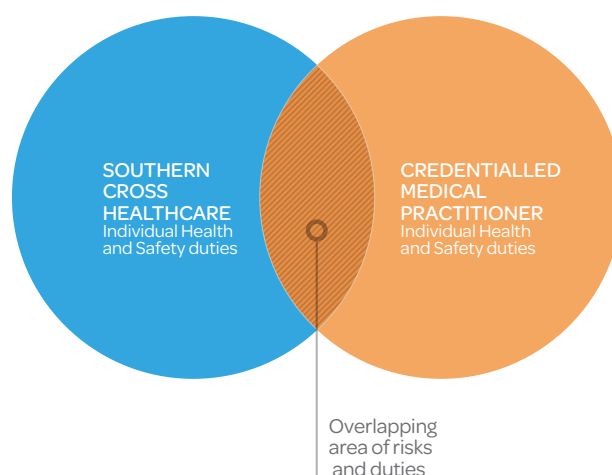 SOUTHERN
CROSS
HEALTHCARE
Individual Health
and Safety duties
CREDENTIALLED
MEDICAL
PRACTITIONER
Individual Health
and Safety duties
Overlapping
area of risks
and duties